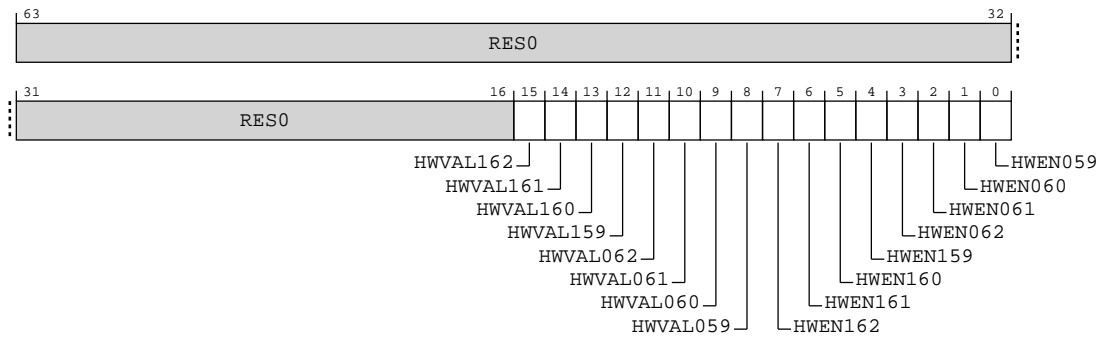 63 32
RES0
31 16 15 14 13 12 11 10 9 8 7 6 5 4 3 2 1 0
RES0
HWVAL162 HWEN059
HWVAL161 HWEN060
HWVAL160 HWEN061
HWVAL159 HWEN062
HWVAL062 HWEN159
HWVAL061 HWEN160
HWVAL060 HWEN161
HWVAL059 HWEN162